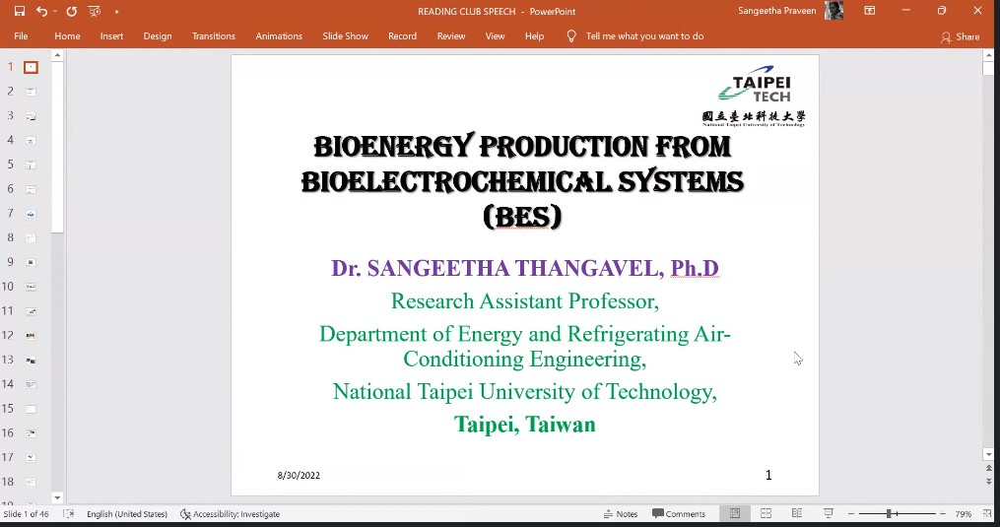 READING CLUB SPEECH - PowerPoint
Sangeetha Praveen
File Home Insert Design Transitions Animations Slide Show Record Review View Help Tell me what you want to do Share
1
2
3
4
5
6
7
8
9
10
11
12
13
14
15
16
17
18
TAIPEI
TECH
國立臺北科技大學
National Taipei University of Technology
BIOENERGY PRODUCTION FROM
BIOELECTROCHEMICAL SYSTEMS
(BES)
Dr. SANGEETHA THANGAVEL, Ph.D
Research Assistant Professor,
Department of Energy and Refrigerating Air-
Conditioning Engineering,
National Taipei University of Technology,
Taipei, Taiwan
8/30/2022
1
Slide 1 of 46 English (United States) Accessibility: Investigate Notes Comments 79%